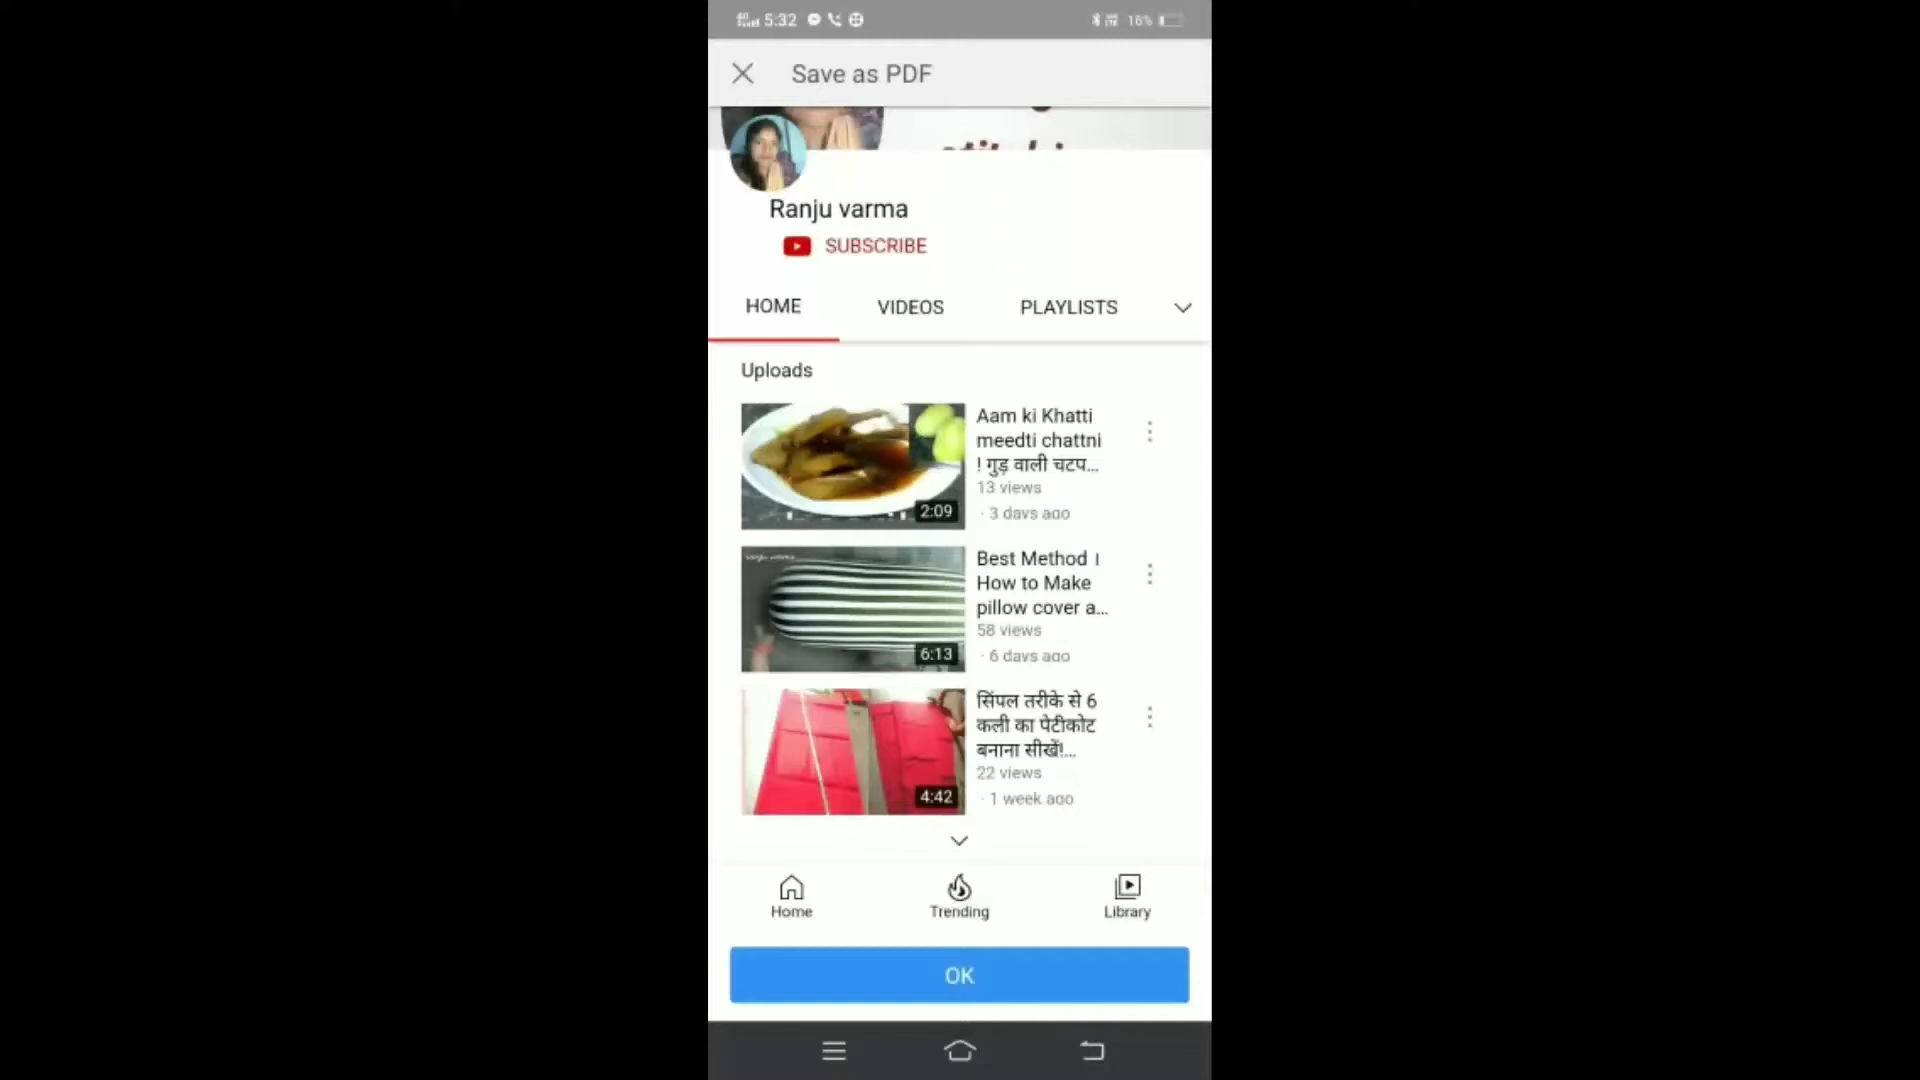 5:32
16%
Save as PDF
Ranju varma
SUBSCRIBE
HOME VIDEOS PLAYLISTS
Uploads
Aam ki Khatti
meedti chattni
! गुड़ वाली चटप...
13 views
· 3 days ago
2:09
Best Method ।
How to Make
pillow cover a...
58 views
· 6 days ago
6:13
सिंपल तरीके से 6
कली का पेटीकोट
बनाना सीखें!...
22 views
· 1 week ago
4:42
Home Trending Library
OK